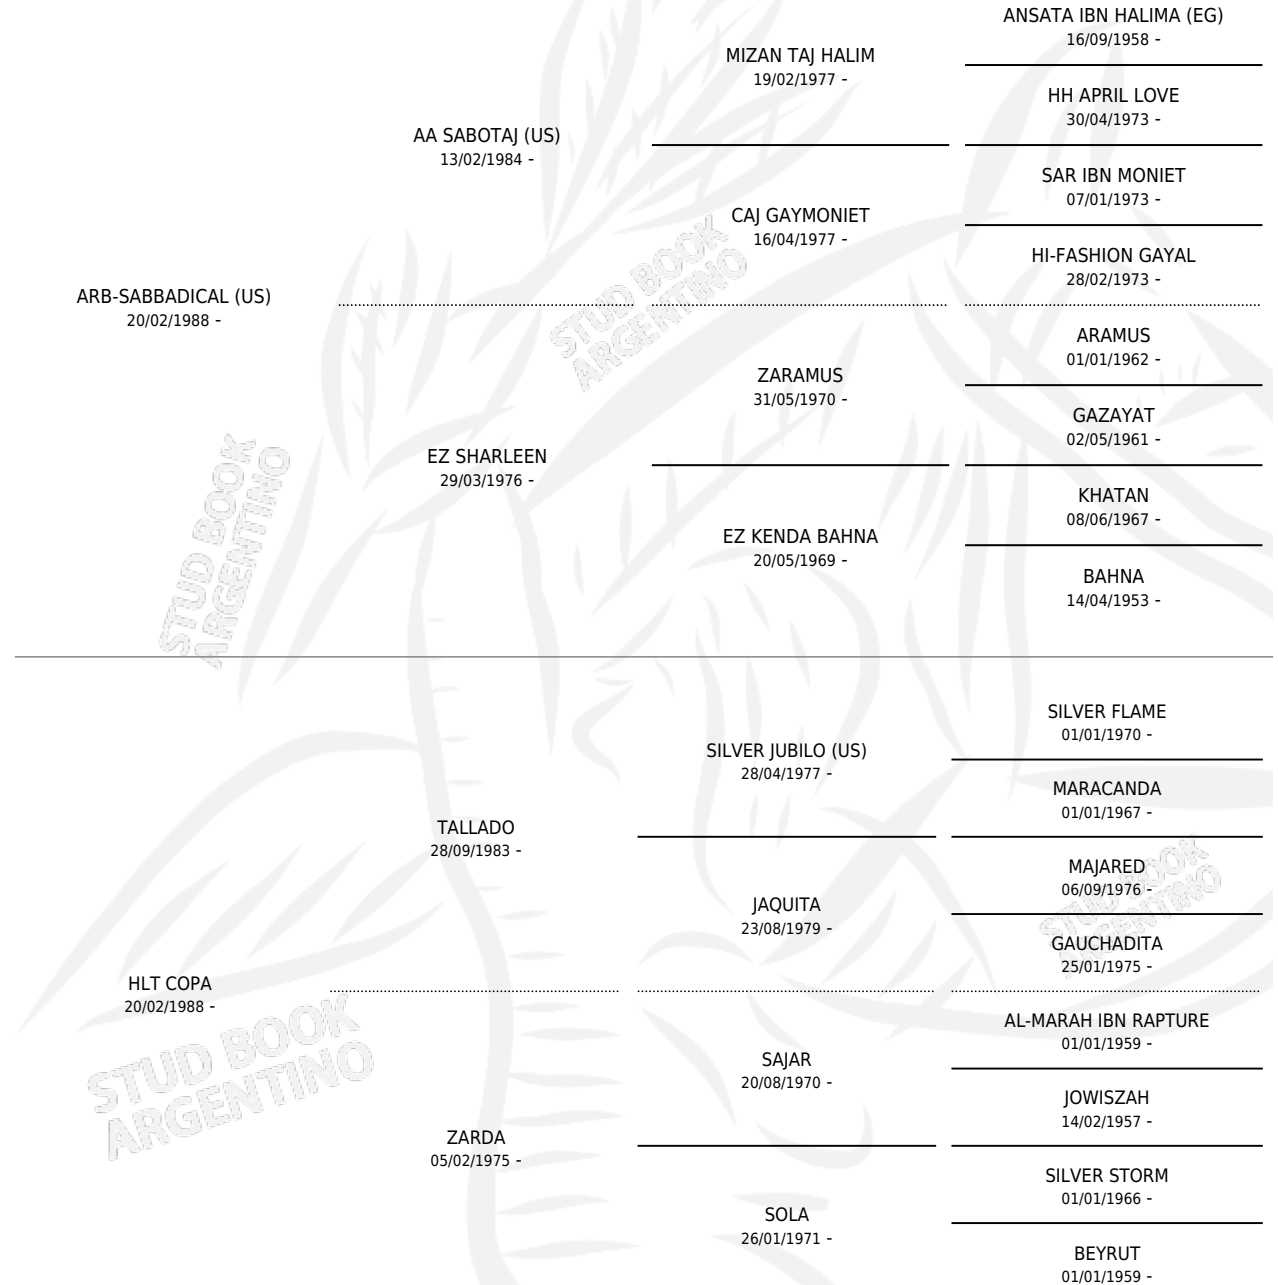 ANSATA IBN HALIMA (EG)
16/09/1958 -
MIZAN TAJ HALIM
19/02/1977 -
HH APRIL LOVE
30/04/1973 -
AA SABOTAJ (US)
13/02/1984 -
SAR IBN MONIET
07/01/1973 -
CAJ GAYMONIET
16/04/1977 -
HI-FASHION GAYAL
28/02/1973 -
ARB-SABBADICAL (US)
20/02/1988 -
STUD BOOK
ARGENTINO
ARAMUS
01/01/1962 -
ZARAMUS
31/05/1970 -
GAZAYAT
02/05/1961 -
EZ SHARLEEN
29/03/1976 -
KHATAN
08/06/1967 -
EZ KENDA BAHNA
20/05/1969 -
BAHNA
14/04/1953 -
STUD BOOK
ARGENTINO
SILVER FLAME
01/01/1970 -
SILVER JUBILO (US)
28/04/1977 -
MARACANDA
01/01/1967 -
TALLADO
28/09/1983 -
MAJARED
06/09/1976 -
JAQUITA
23/08/1979 -
GAUCHADITA
25/01/1975 -
STUD BOOK
ARGENTINO
HLT COPA
20/02/1988 -
AL-MARAH IBN RAPTURE
01/01/1959 -
SAJAR
20/08/1970 -
JOWISZAH
14/02/1957 -
STUD BOOK
ARGENTINO
ZARDA
05/02/1975 -
SILVER STORM
01/01/1966 -
SOLA
26/01/1971 -
BEYRUT
01/01/1959 -